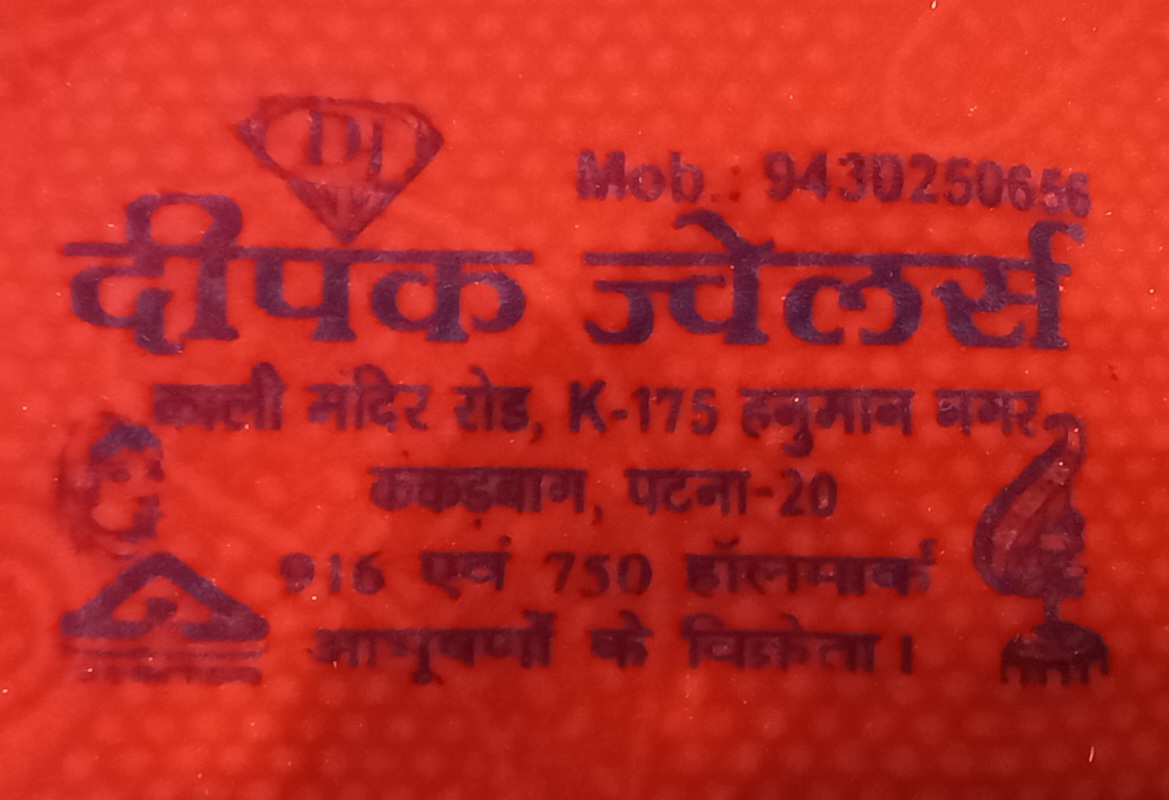 DJ
Mob.: 9430250656
दीपक ज्वेलर्स
काली मंदिर रोड, K-175 हनुमान नगर,
कंकड़बाग, पटना-20
916 एवं 750 हॉलमार्क
आभूषणों के विक्रेता।